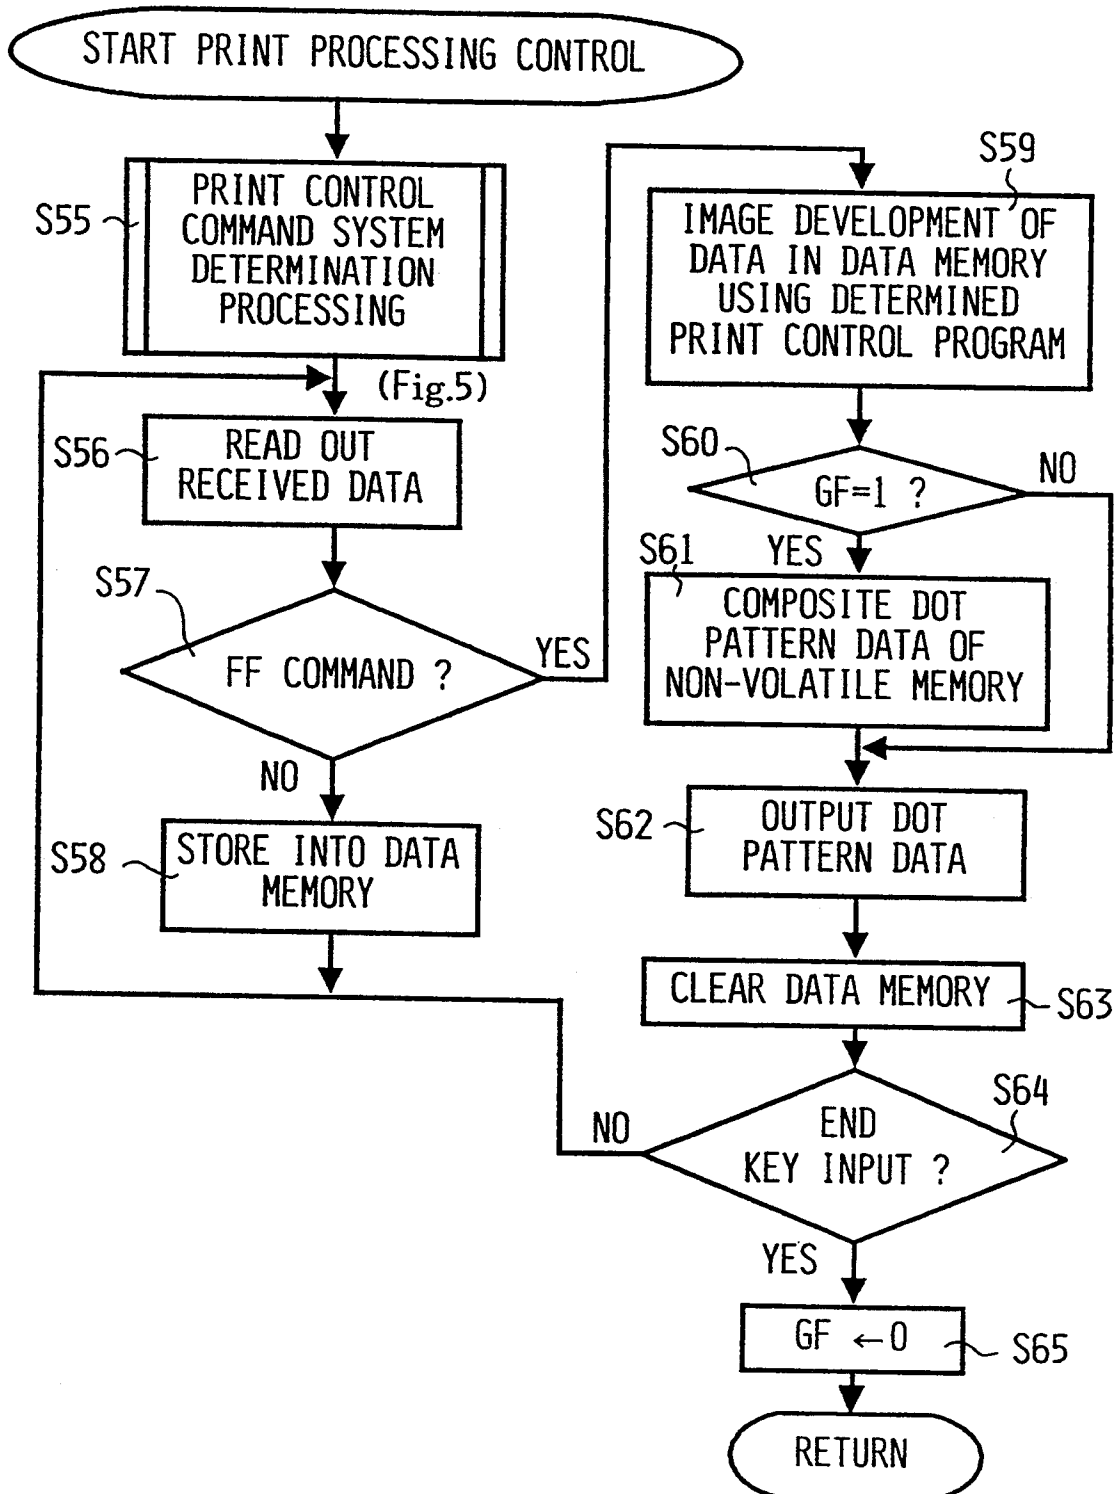 START PRINT PROCESSING CONTROL
S55
PRINT CONTROL
COMMAND SYSTEM
DETERMINATION
PROCESSING
(Fig.5)
S56
READ OUT
RECEIVED DATA
S57
FF COMMAND ?
YES
NO
S58
STORE INTO DATA
MEMORY
S59
IMAGE DEVELOPMENT OF
DATA IN DATA MEMORY
USING DETERMINED
PRINT CONTROL PROGRAM
S60
GF=1 ?
NO
YES
S61
COMPOSITE DOT
PATTERN DATA OF
NON-VOLATILE MEMORY
S62
OUTPUT DOT
PATTERN DATA
CLEAR DATA MEMORY
S63
S64
END
KEY INPUT ?
NO
YES
GF ←0
S65
RETURN